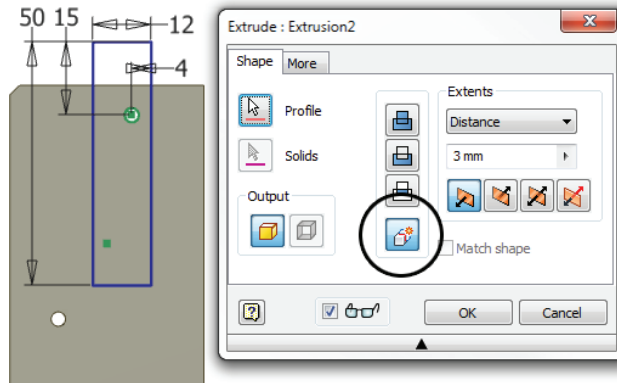 50 15
12
4
Extrude : Extrusion2
Shape More
Profile
Solids
Output
Extents
Distance
3 mm
Match shape
OK Cancel